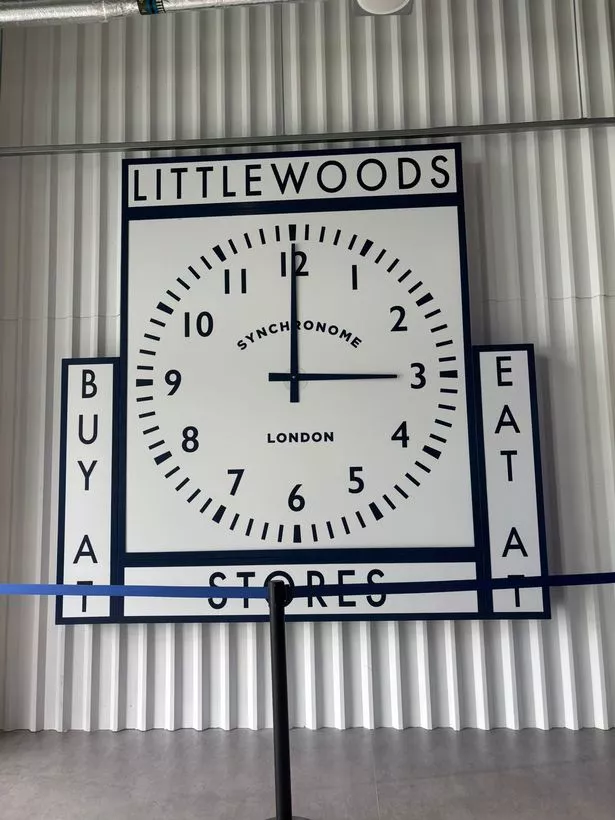 LITTLEWOODS
12
11 1
10 2
SYNCHRONOME
9 3
LONDON
8 4
7 5
6
BUY AT
EAT AT
STORES